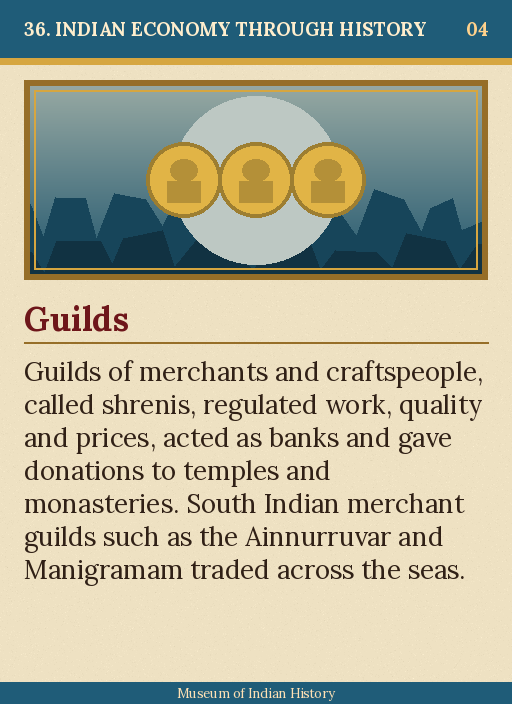 36. INDIAN ECONOMY THROUGH HISTORY 04
Guilds
Guilds of merchants and craftspeople,
called shrenis, regulated work, quality
and prices, acted as banks and gave
donations to temples and
monasteries. South Indian merchant
guilds such as the Ainnurruvar and
Manigramam traded across the seas.
Museum of Indian History